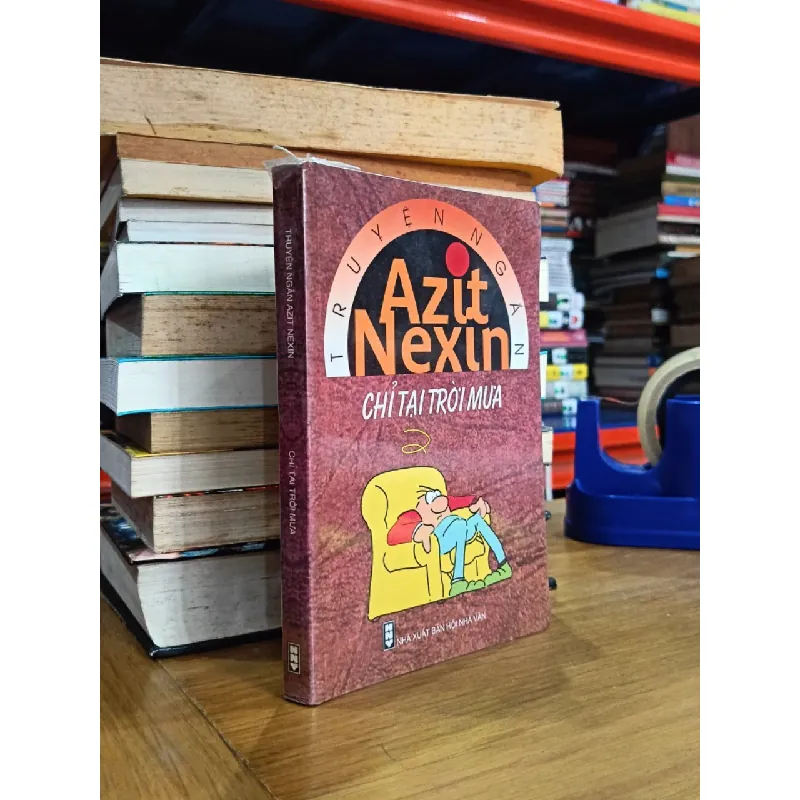 TRUYỆN NGẮN
Azit
Nexin
CHỈ TẠI TRỜI MƯA
NHÀ XUẤT BẢN HỘI NHÀ VĂN
TRUYỆN NGẮN AZIT NEXIN
CHỈ TẠI TRỜI MƯA